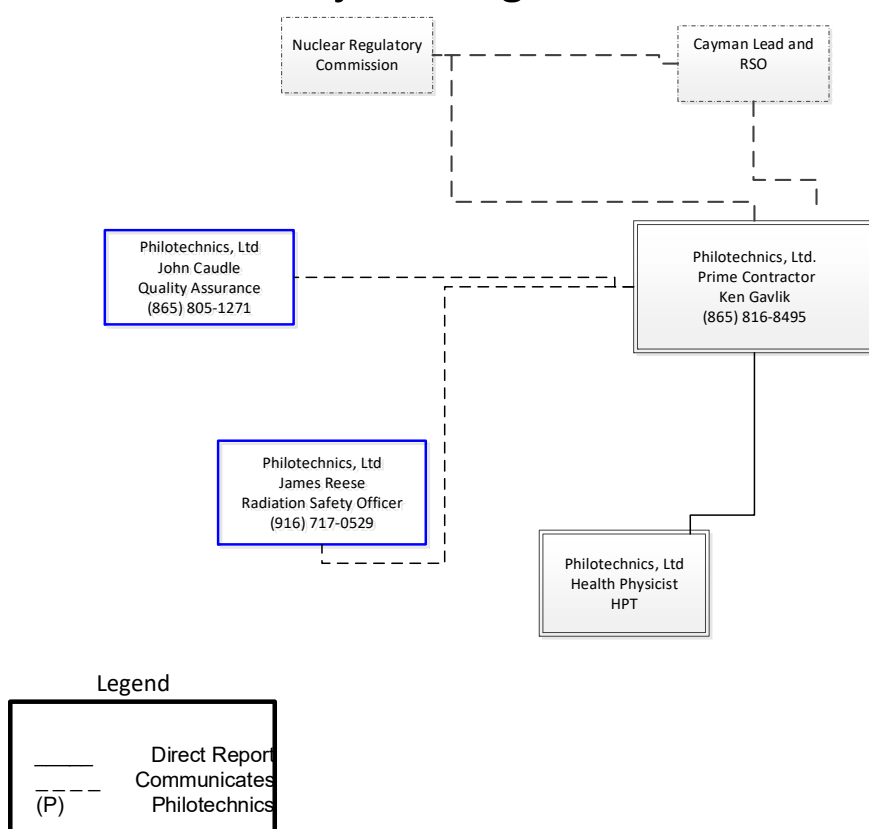 Nuclear Regulatory
Commission
Cayman Lead and
RSO
Philotechnics, Ltd
John Caudle
Quality Assurance
(865) 805-1271
Philotechnics, Ltd.
Prime Contractor
Ken Gavlik
(865) 816-8495
Philotechnics, Ltd
James Reese
Radiation Safety Officer
(916) 717-0529
Philotechnics, Ltd
Health Physicist
HPT
Legend
_____ Direct Report
_ _ _ _ Communicates
(P) Philotechnics